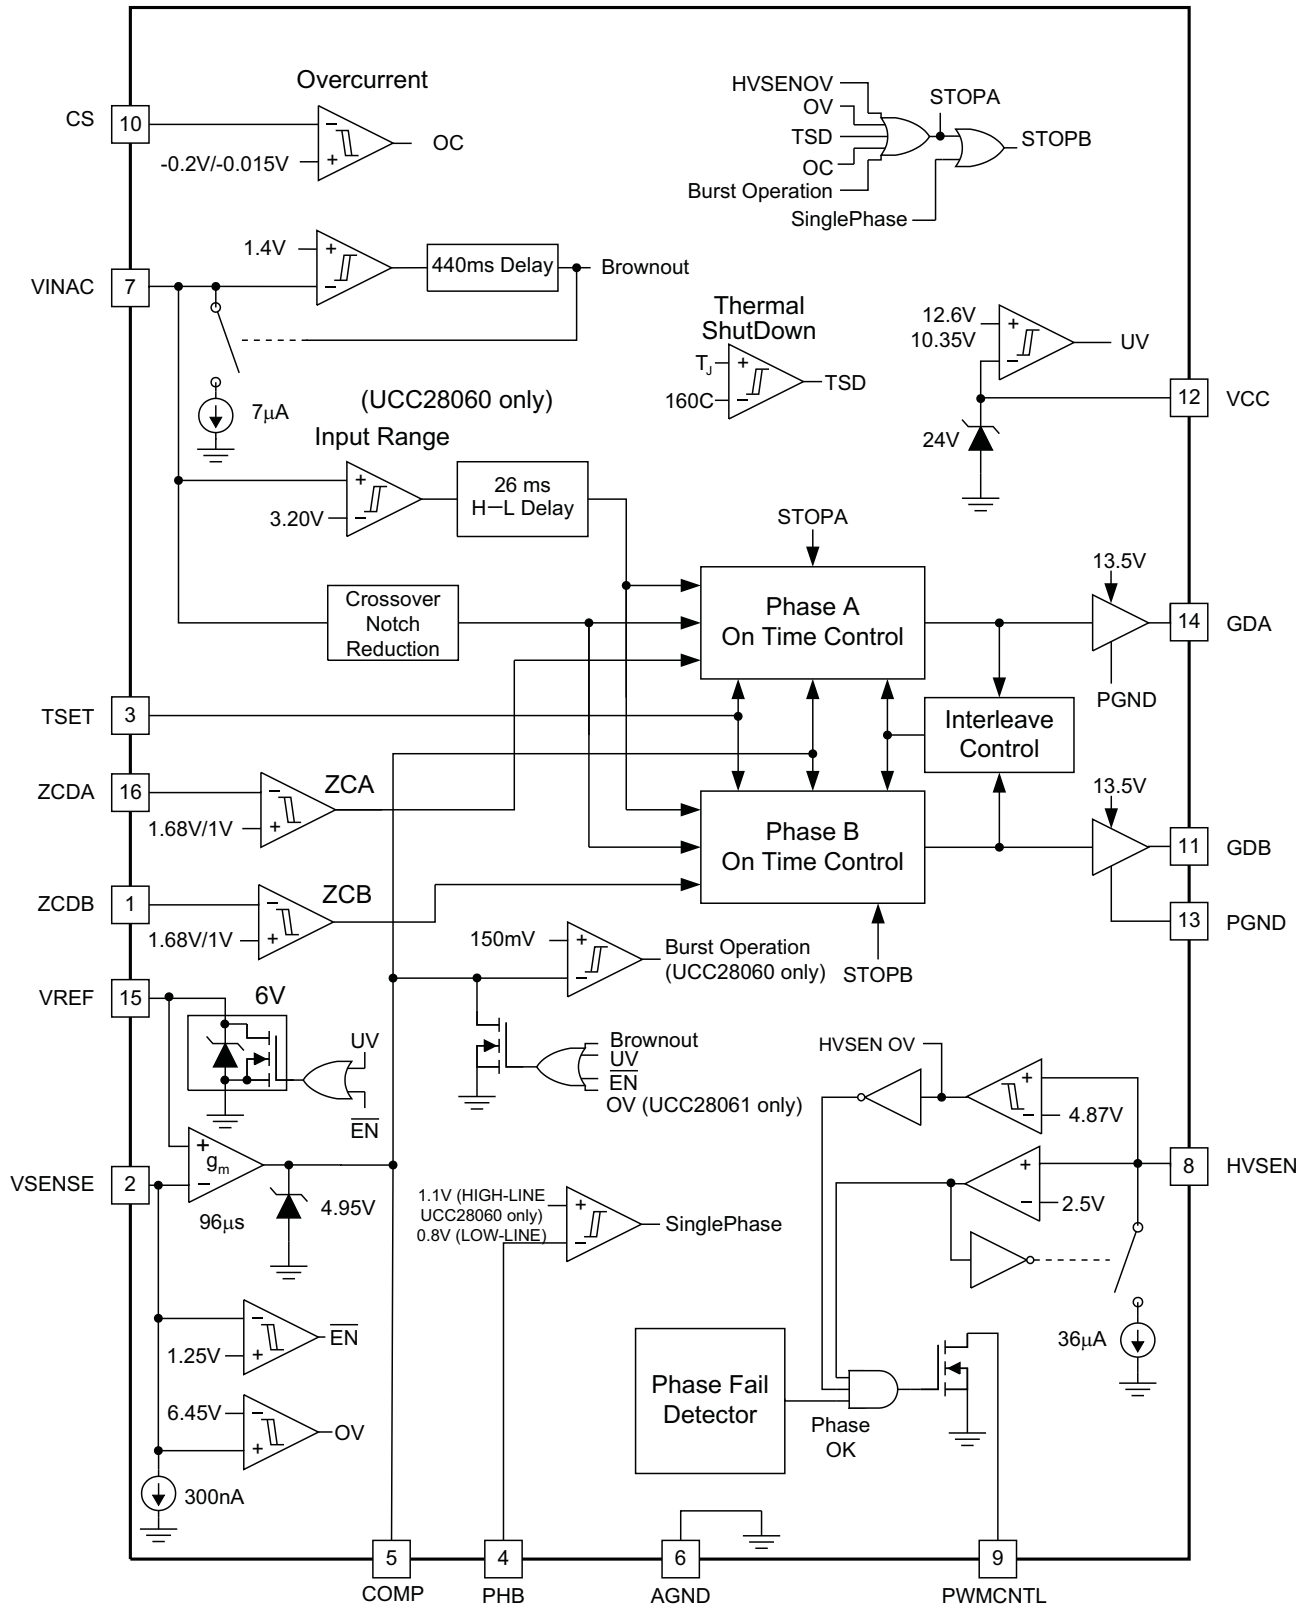 Overcurrent
CS
10
-0.2V/-0.015V
OC
HVSENOV
OV
TSD
OC
Burst Operation
SinglePhase
STOPA
STOPB
1.4V
VINAC
7
440ms Delay
Brownout
7µA
Thermal
ShutDown
TJ
160C
TSD
12.6V
10.35V
UV
12
VCC
24V
(UCC28060 only)
Input Range
3.20V
26 ms
H–L Delay
STOPA
Crossover
Notch
Reduction
Phase A
On Time Control
13.5V
14
GDA
PGND
TSET
3
Interleave
Control
ZCDA
16
1.68V/1V
ZCA
Phase B
On Time Control
13.5V
11
GDB
13
PGND
ZCDB
1
1.68V/1V
ZCB
STOPB
150mV
Burst Operation
(UCC28060 only)
VREF
15
6V
UV
EN
Brownout
UV
EN
OV (UCC28061 only)
HVSEN OV
4.87V
8
HVSEN
2.5V
36µA
VSENSE
2
gm
96µs
4.95V
1.1V (HIGH-LINE
UCC28060 only)
0.8V (LOW-LINE)
SinglePhase
1.25V
EN
6.45V
OV
300nA
Phase Fail
Detector
Phase
OK
5
COMP
4
PHB
6
AGND
9
PWMCNTL